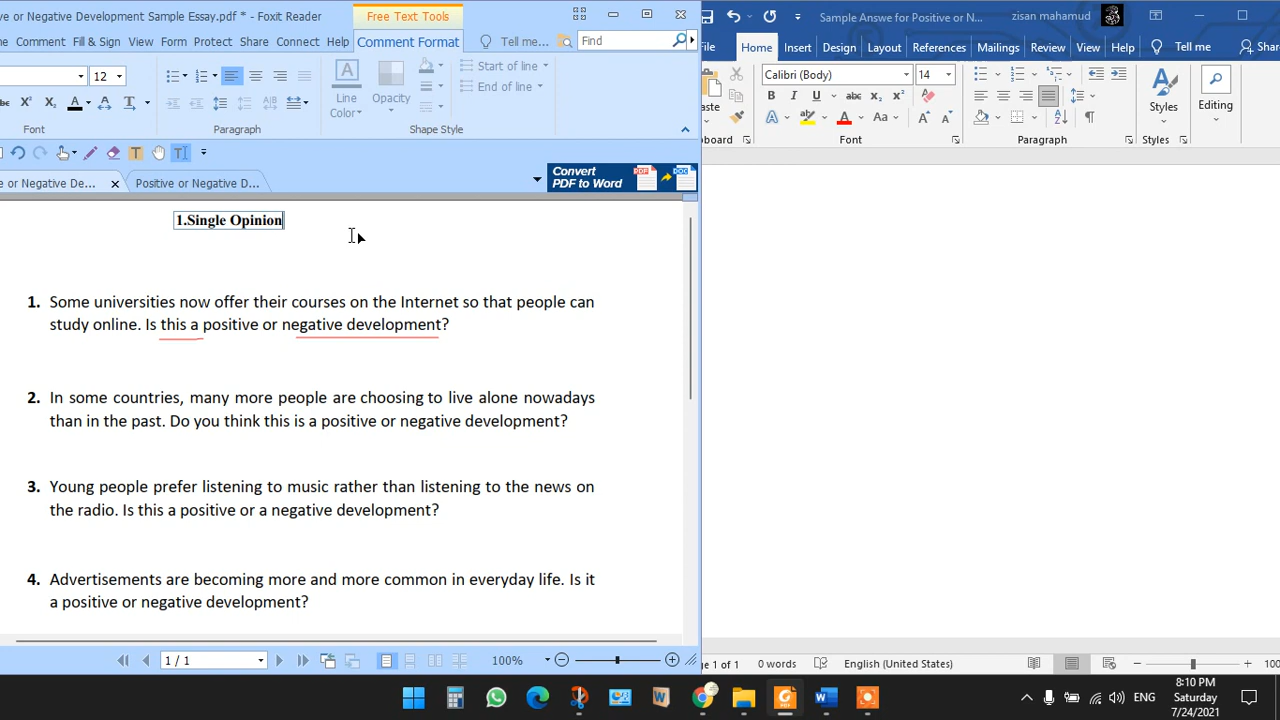 e' or Negative Development Sample Essay.pdf * - Foxit Reader
Free Text Tools
Comment
Fill & Sign
View
Form
Protect
Share
Connect
Help
Comment Format
Tell me...
Find
12
Line
Color
Opacity
Start of line
End of line
Font
Paragraph
Shape Style
e or Negative De...
Positive or Negative D...
Convert
PDF to Word
1.Single Opinion
1. Some universities now offer their courses on the Internet so that people can
study online. Is this a positive or negative development?
2. In some countries, many more people are choosing to live alone nowadays
than in the past. Do you think this is a positive or negative development?
3. Young people prefer listening to music rather than listening to the news on
the radio. Is this a positive or a negative development?
4. Advertisements are becoming more and more common in everyday life. Is it
a positive or negative development?
1 / 1
100%
Sample Answe for Positive or N...
zisan mahamud
File
Home
Insert
Design
Layout
References
Mailings
Review
View
Help
Tell me
Shar
Calibri (Body)
14
aste
Styles
Editing
board
Font
Paragraph
Styles
ge 1 of 1
0 words
English (United States)
100
ENG
8:10 PM
Saturday
7/24/2021